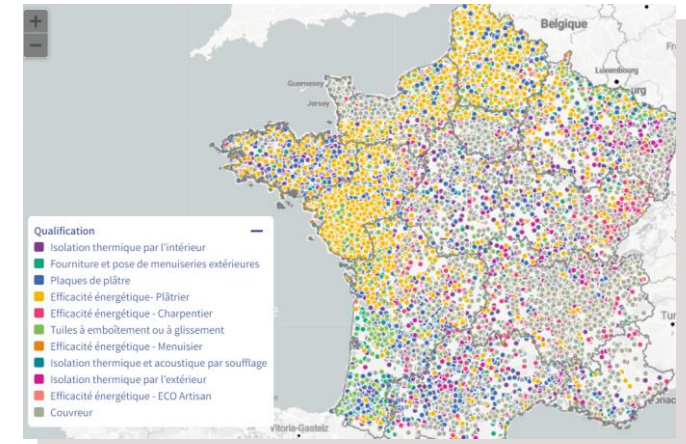 +
−
Belgique
Guernesey
Jersey
Luxembourg
Qualification
Isolation thermique par l'intérieur
Fourniture et pose de menuiseries extérieures
Plaques de plâtre
Efficacité énergétique- Plâtrier
Efficacité énergétique - Charpentier
Tuiles à emboîtement ou à glissement
Efficacité énergétique - Menuisier
Isolation thermique et acoustique par soufflage
Isolation thermique par l'extérieur
Efficacité énergétique - ECO Artisan
Couvreur
Vitoria-Gasteiz